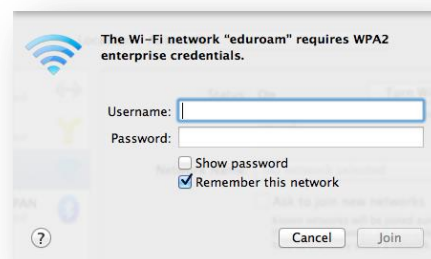 The Wi-Fi network "eduroam" requires WPA2
enterprise credentials.
Username:
Password:
Show password
Remember this network
?
Cancel
Join